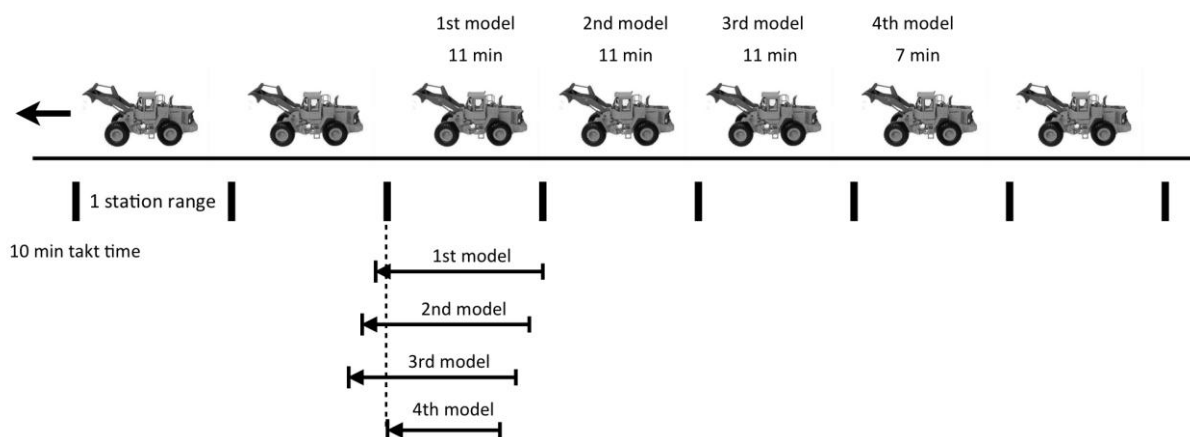 1st model
2nd model
3rd model
4th model
11 min
11 min
11 min
7 min
1 station range
10 min takt time
1st model
2nd model
3rd model
4th model